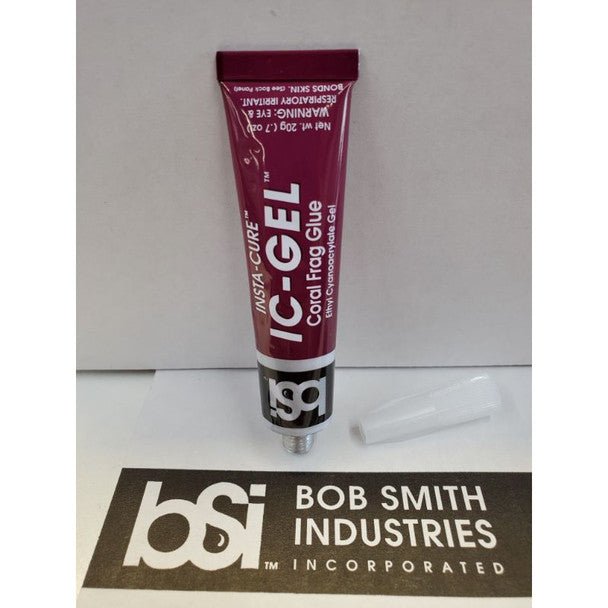 INSTA-CURE™
IC-GEL™
Coral Frag Glue
Ethyl Cyanoacrylate Gel
Net wt. 20g (.7 oz)
WARNING: EYE &
RESPIRATORY IRRITANT.
BONDS SKIN. (See Back Panel)
bsi
bsi™
BOB SMITH
INDUSTRIES
INCORPORATED